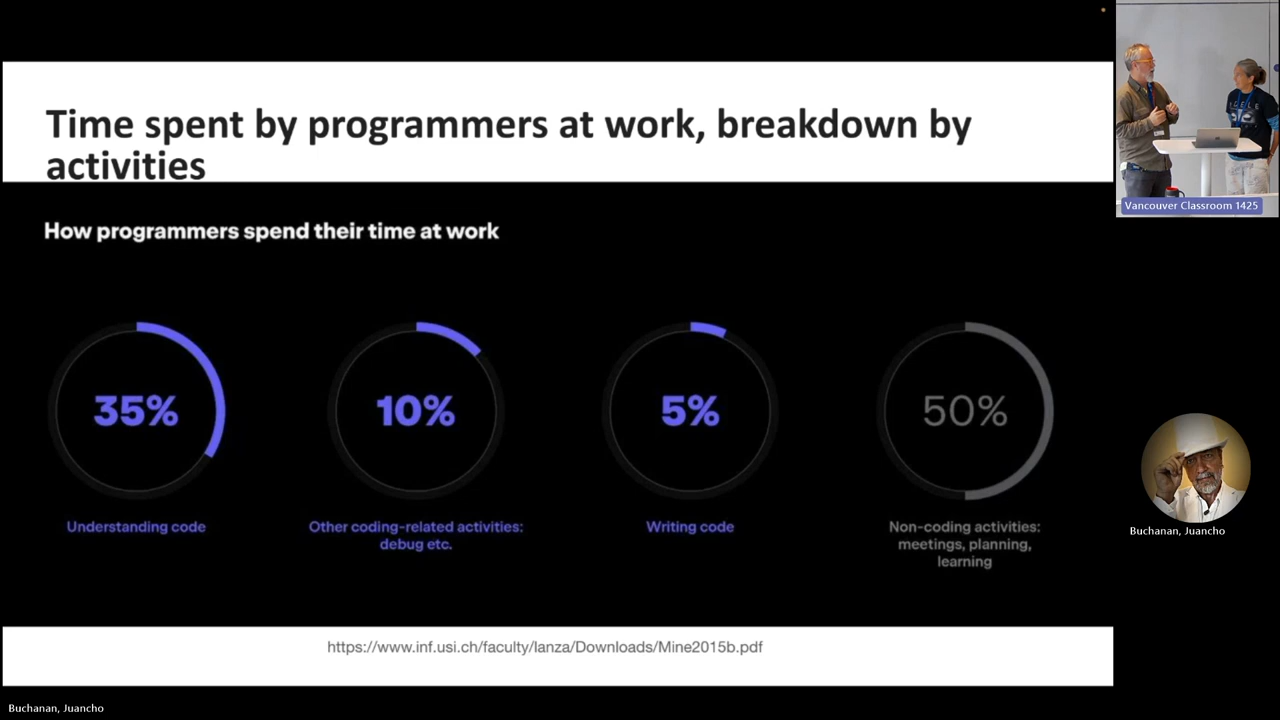 Time spent by programmers at work, breakdown by
activities
How programmers spend their time at work
35%
10%
5%
50%
Understanding code
Other coding-related activities:
debug etc.
Writing code
Non-coding activities:
meetings, planning,
learning
https://www.inf.usi.ch/faculty/lanza/Downloads/Mine2015b.pdf
Vancouver Classroom 1425
Buchanan, Juancho
Buchanan, Juancho